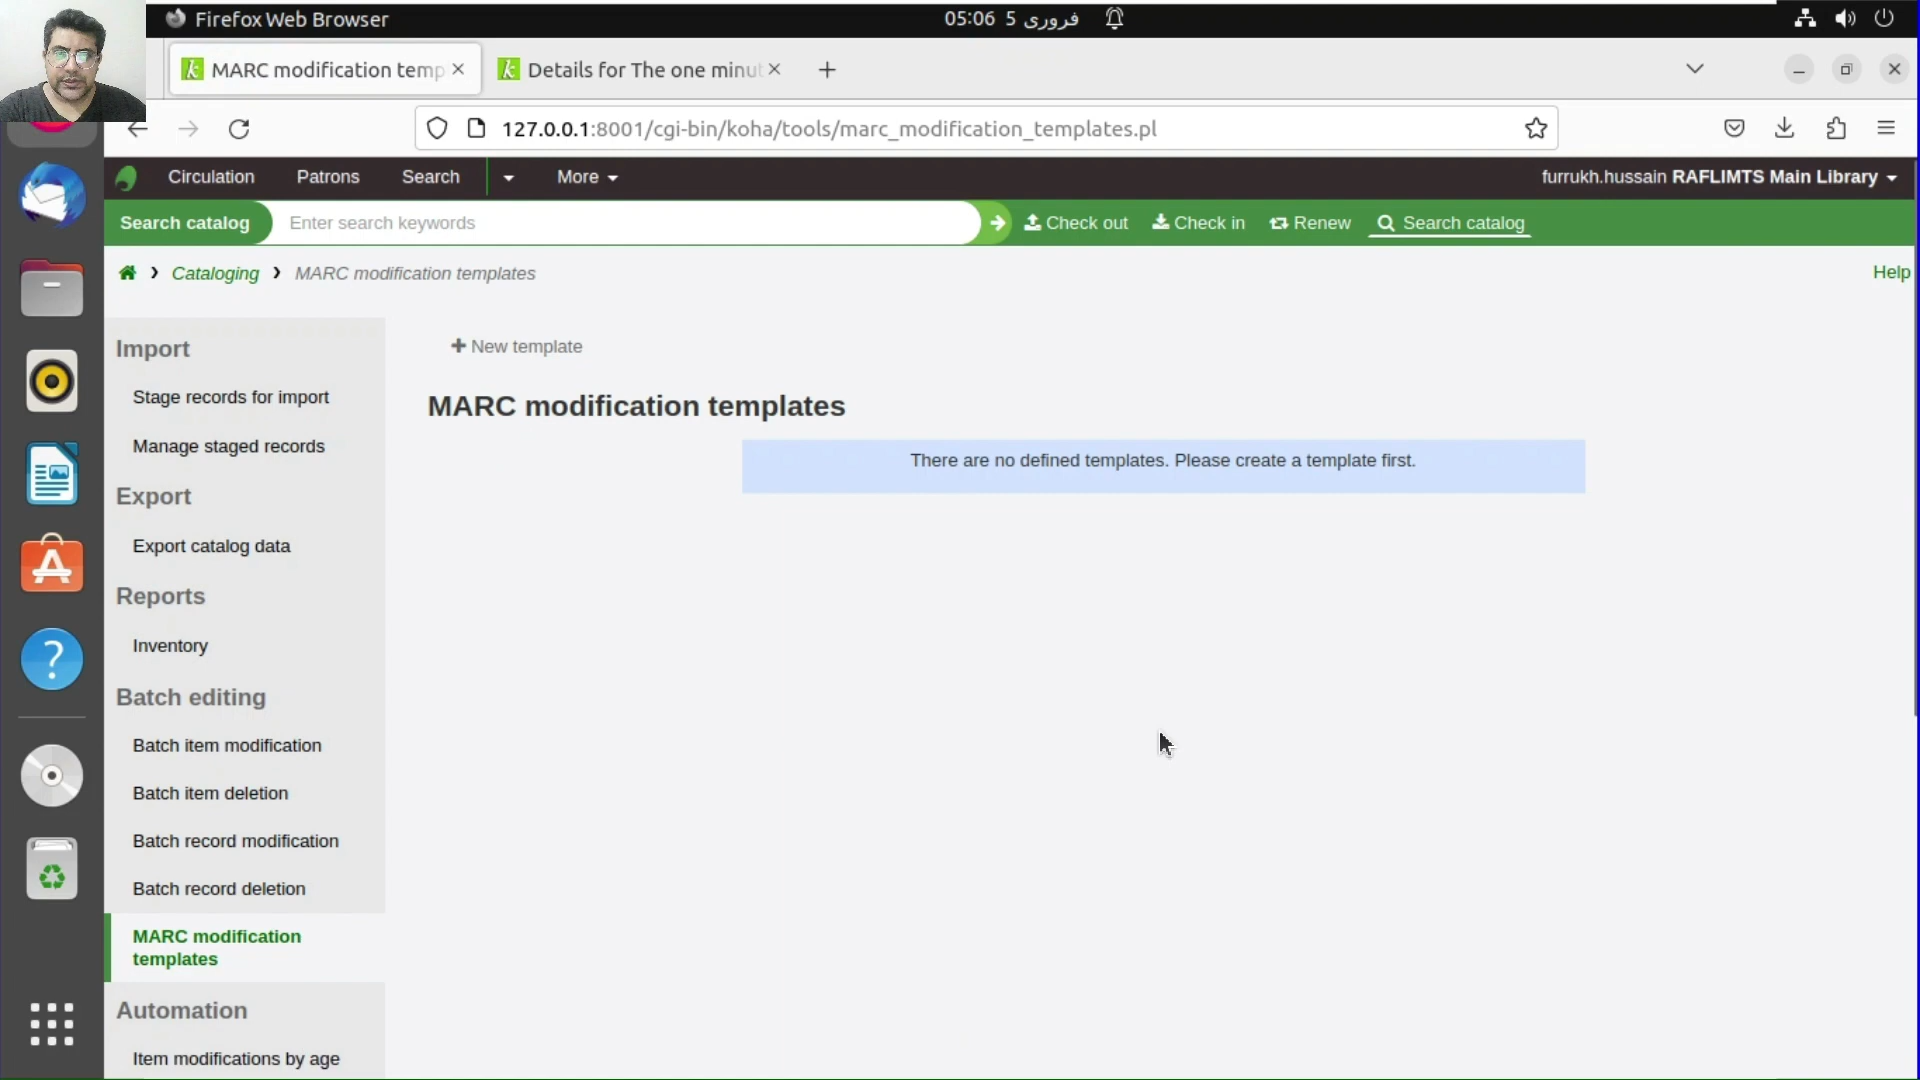 Firefox Web Browser
05:06 5 فروری
MARC modification temp
Details for The one minut
127.0.0.1:8001/cgi-bin/koha/tools/marc_modification_templates.pl
Circulation
Patrons
Search
More
furrukh.hussain RAFLIMTS Main Library
Search catalog
Enter search keywords
Check out
Check in
Renew
Search catalog
Cataloging
MARC modification templates
Help
Import
Stage records for import
Manage staged records
Export
Export catalog data
Reports
Inventory
Batch editing
Batch item modification
Batch item deletion
Batch record modification
Batch record deletion
MARC modification
templates
Automation
Item modifications by age
New template
MARC modification templates
There are no defined templates. Please create a template first.